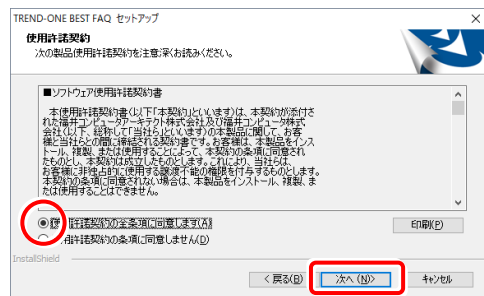 TREND-ONE BEST FAQ セットアップ
使用許諾契約
次の製品使用許諾契約を注意深くお読みください。
■ソフトウェア使用許諾契約書
本使用許諾契約書(以下「本契約」といいます)は、本契約が添付さ
れた福井コンピュータアーキテクト株式会社及び福井コンピュータ株式
会社(以下、総称して「当社ら」といいます)の本製品に関して、お客
様と当社らとの間に締結される契約書です。お客様は、本製品をインス
トール、複製、または使用することによって、本契約の条項に同意され
たものとし、本契約は成立したものとします。これにより、当社らは、
お客様に非独占的に使用する譲渡不能の権限を付与するものとします。
本契約の条項に同意されない場合は、本製品をインストール、複製、ま
たは使用することはできません。
使用許諾契約の全条項に同意します(A)
用許諾契約の条項に同意しません(D)
印刷(P)
InstallShield
< 戻る(B)
次へ(N)>
キャンセル